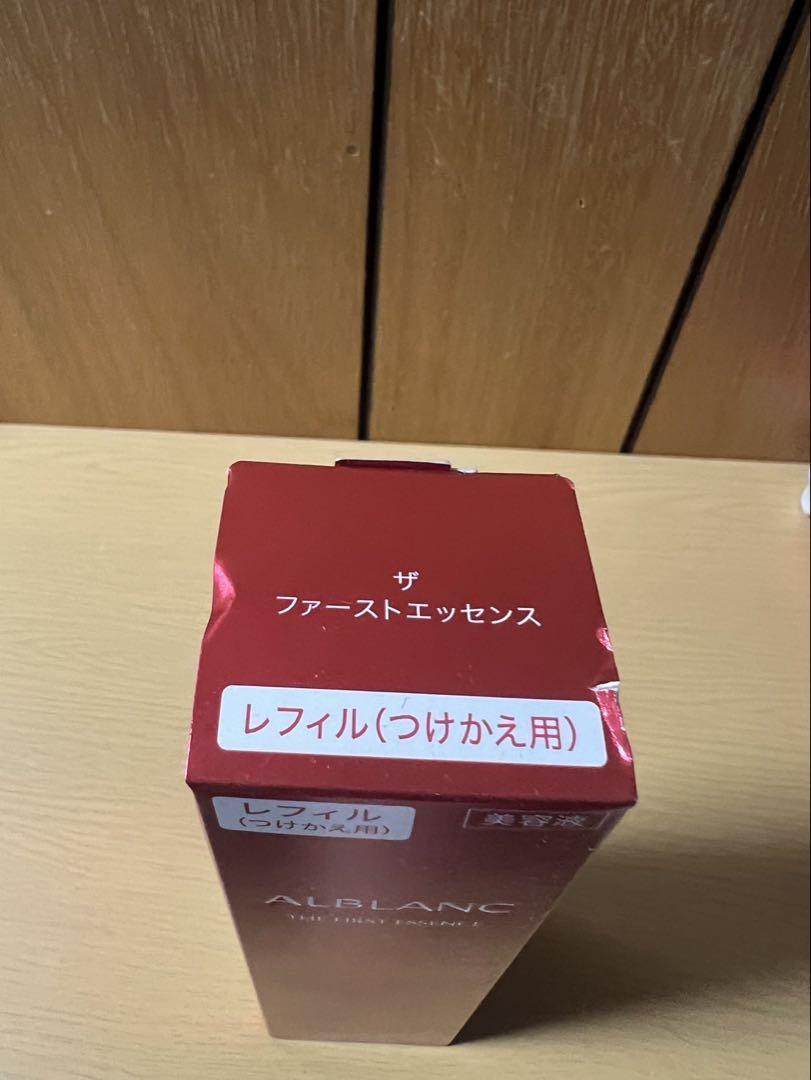 ザ
ファーストエッセンス
レフィル(つけかえ用)
レフィル
(つけかえ用)
美容液
ALBLANC
THE FIRST ESSENCE